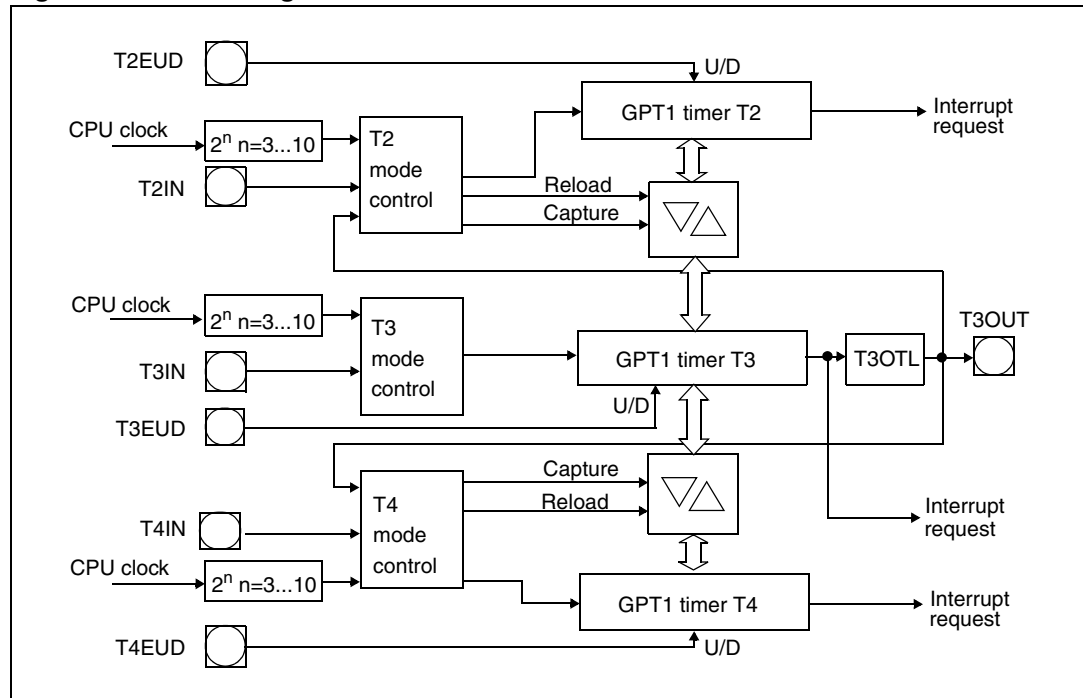 T2EUD
U/D
GPT1 timer T2
Interrupt
request
CPU clock
2ⁿ n=3...10
T2
mode
control
T2IN
Reload
Capture
CPU clock
2ⁿ n=3...10
T3
mode
control
T3OUT
GPT1 timer T3
T3OTL
T3IN
U/D
T3EUD
Capture
Reload
T4
mode
control
Interrupt
request
T4IN
CPU clock
2ⁿ n=3...10
GPT1 timer T4
Interrupt
request
U/D
T4EUD